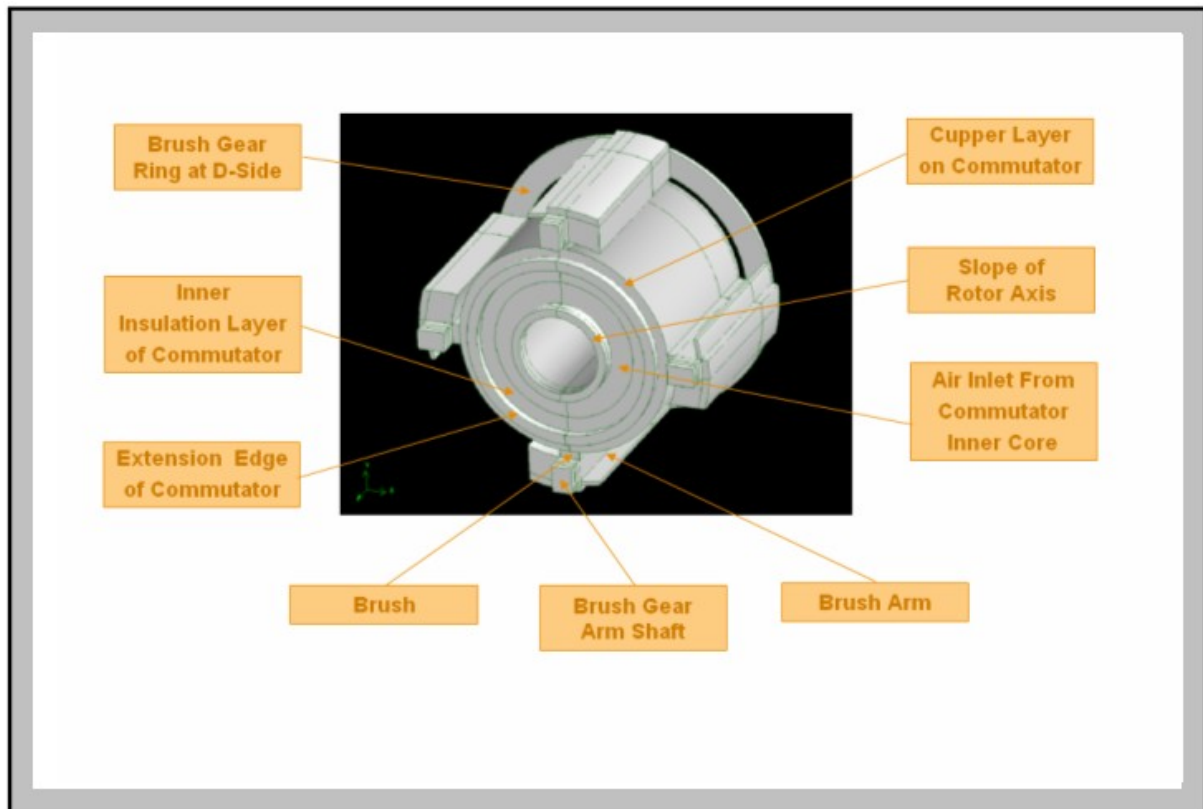 Brush Gear
Ring at D-Side
Inner
Insulation Layer
of Commutator
Extension Edge
of Commutator
Cupper Layer
on Commutator
Slope of
Rotor Axis
Air Inlet From
Commutator
Inner Core
Brush
Brush Gear
Arm Shaft
Brush Arm